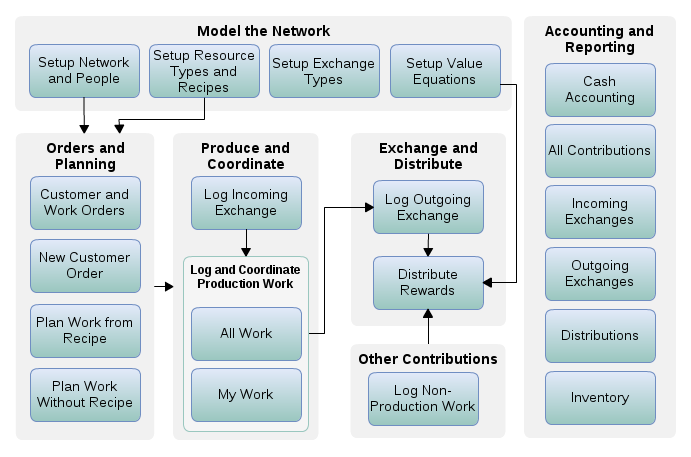 Model the Network
Setup Network
and People
Setup Resource
Types and
Recipes
Setup Exchange
Types
Setup Value
Equations
Orders and
Planning
Customer and
Work Orders
New Customer
Order
Plan Work from
Recipe
Plan Work
Without Recipe
Produce and
Coordinate
Log Incoming
Exchange
Log and Coordinate
Production Work
All Work
My Work
Exchange and
Distribute
Log Outgoing
Exchange
Distribute
Rewards
Other Contributions
Log Non-
Production Work
Accounting and
Reporting
Cash
Accounting
All Contributions
Incoming
Exchanges
Outgoing
Exchanges
Distributions
Inventory